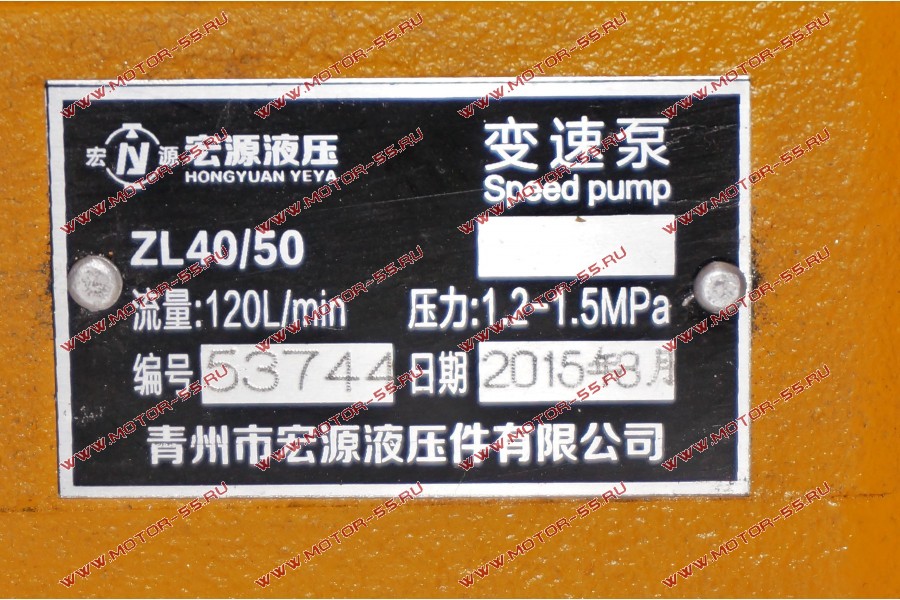 宏 N 源 宏源液压
HONGYUAN YEYA
变速泵
Speed pump
ZL40/50
流量:120L/min 压力:1.2-1.5MPa
编号 53744 日期 2015年8月
青州市宏源液压件有限公司
WWW.MOTOR-55.RU